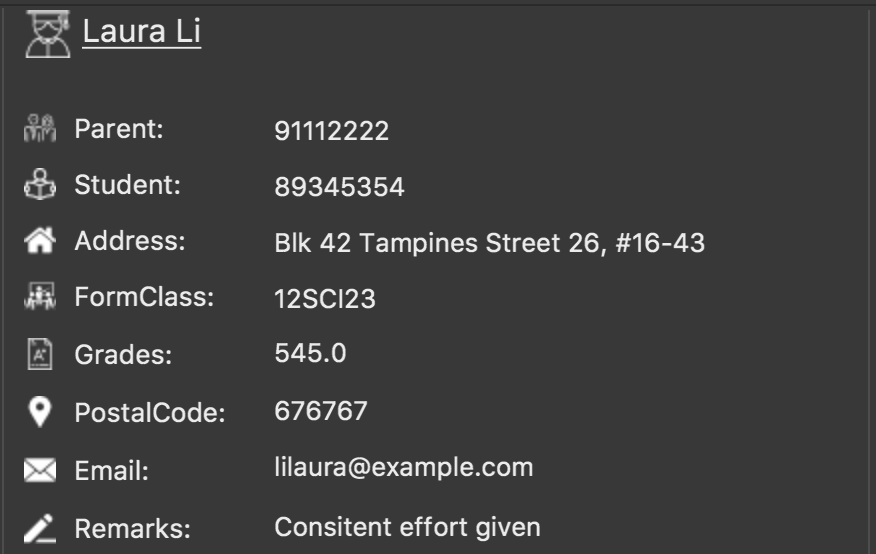 Laura Li
Parent: 91112222
Student: 89345354
Address: Blk 42 Tampines Street 26, #16-43
FormClass: 12SCI23
Grades: 545.0
PostalCode: 676767
Email: lilaura@example.com
Remarks: Consitent effort given